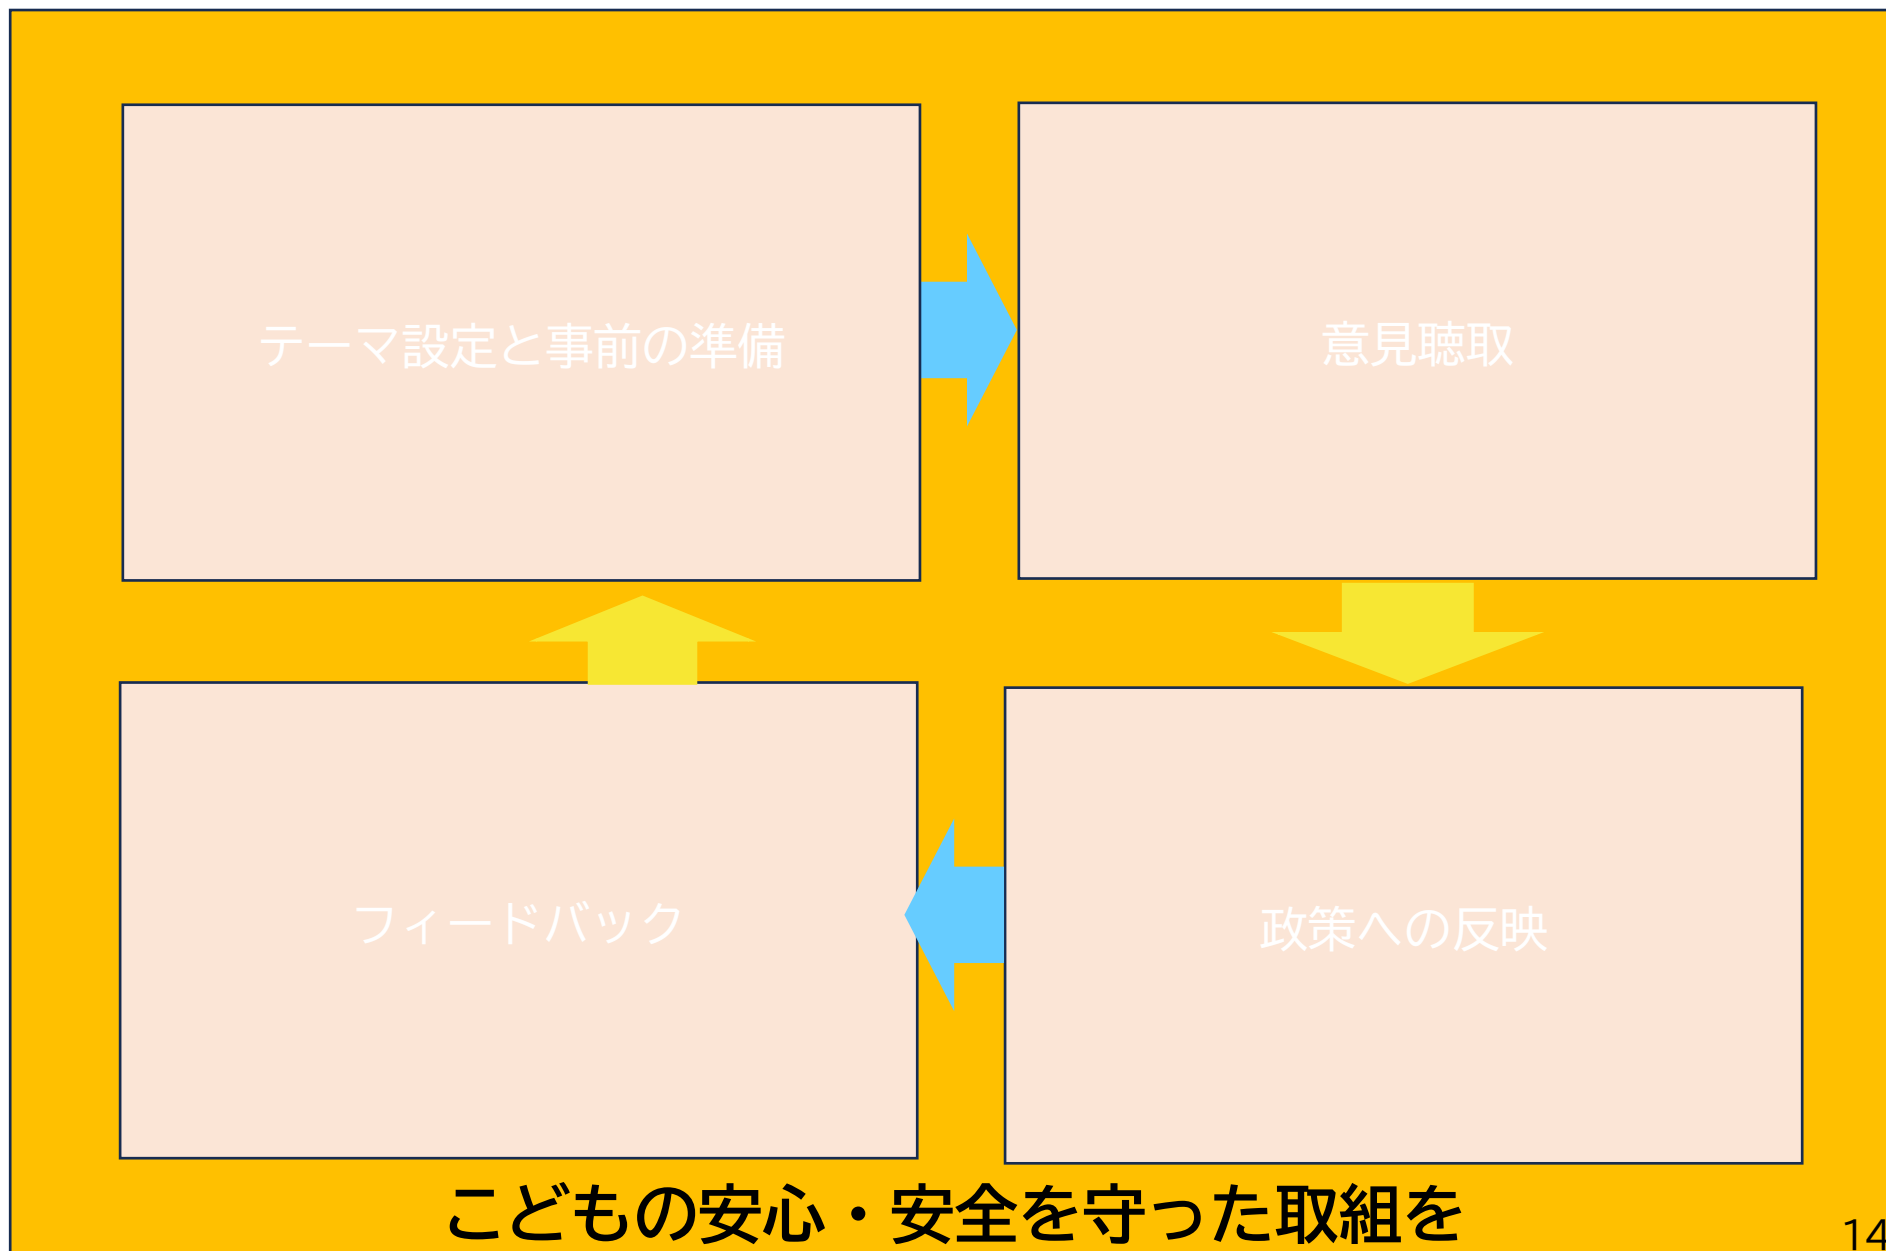 テーマ設定と事前の準備
意見聴取
フィードバック
政策への反映
こどもの安心・安全を守った取組を
14